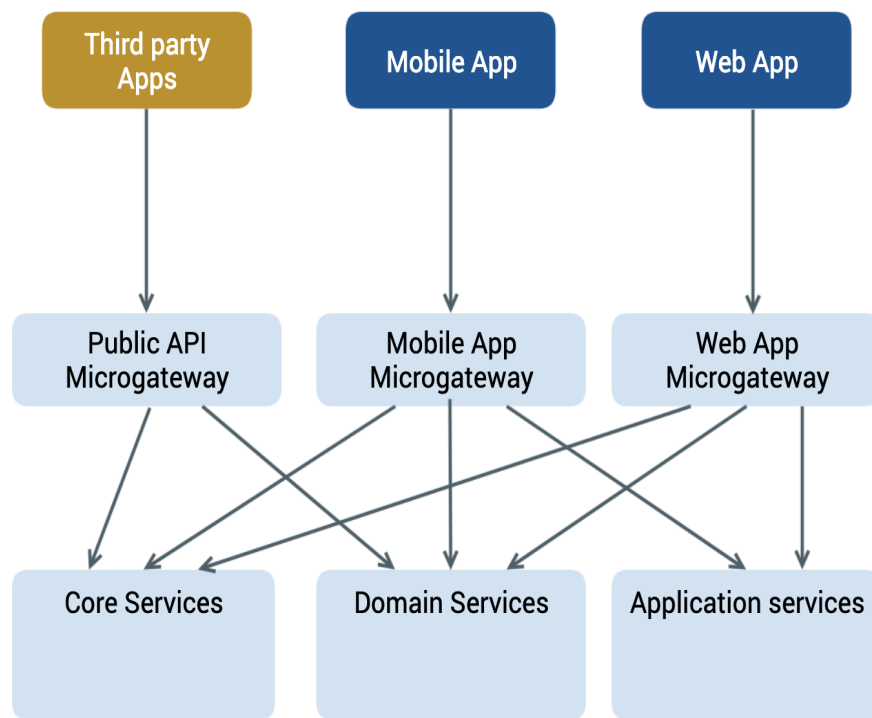 Third party
Apps
Mobile App
Web App
Public API
Microgateway
Mobile App
Microgateway
Web App
Microgateway
Core Services
Domain Services
Application services